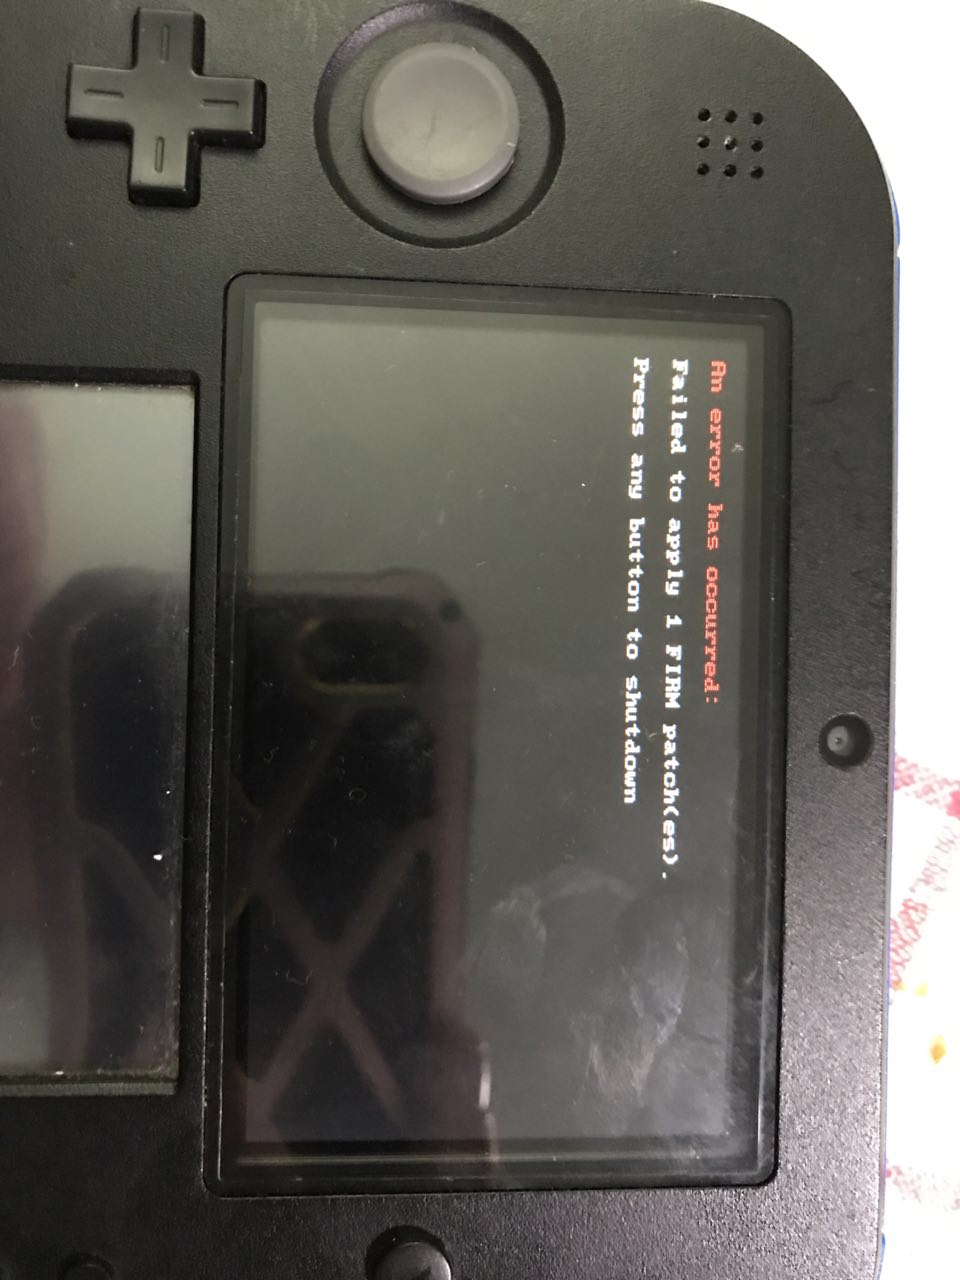 An error has occurred:
Failed to apply 1 FIRM patch(es).
Press any button to shutdown